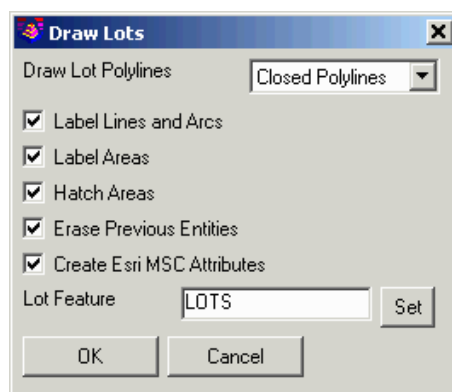 Draw Lots
Draw Lot Polylines Closed Polylines
Label Lines and Arcs
Label Areas
Hatch Areas
Erase Previous Entities
Create Esri MSC Attributes
Lot Feature LOTS Set
OK Cancel